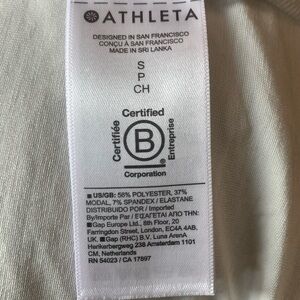 ATHLETA
DESIGNED IN SAN FRANCISCO
CONÇU À SAN FRANCISCO
MADE IN SRI LANKA
S
P
CH
Certified
Certifiée
B
Entreprise
Corporation
US/GB: 56% POLYESTER, 37%
MODAL, 7% SPANDEX / ELASTANE
DISTRIBUIDO POR / Imported
By/Importe Par / ΕΙΣΑΓΕΤΑΙ ΑΠΟ ΤΗΝ:
Gap Europe Ltd., 8th Floor, 20
Farringdon Street, London, EC4A 4AB,
UK. Gap (RHC) B.V. Luna ArenA,
Herikerbergweg 238 Amsterdam 1101
CM, Netherlands
RN 54023 / CA 17897